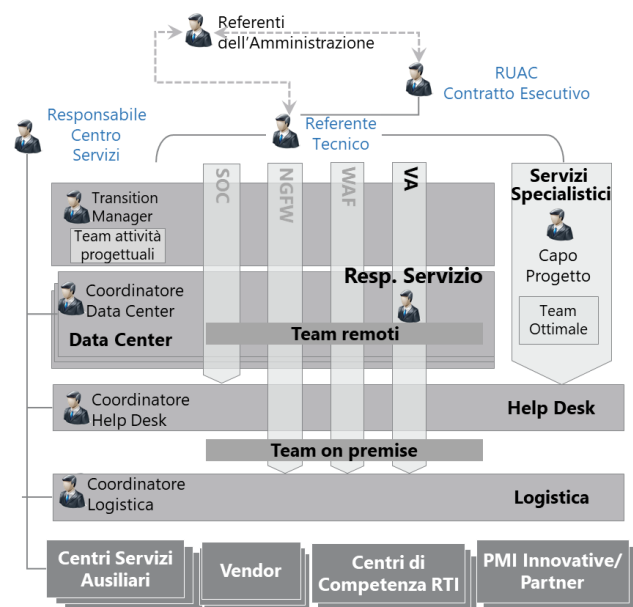 Referenti
dell'Amministrazione
RUAC
Contratto Esecutivo
Responsabile
Centro
Servizi
Referente
Tecnico
SOC
NGFW
WAF
VA
Servizi
Specialistici
Transition
Manager
Team attività
progettuali
Capo
Progetto
Resp. Servizio
Coordinatore
Data Center
Data Center
Team remoti
Team
Ottimale
Coordinatore
Help Desk
Help Desk
Team on premise
Coordinatore
Logistica
Logistica
Centri Servizi
Ausiliari
Vendor
Centri di
Competenza RTI
PMI Innovative/
Partner